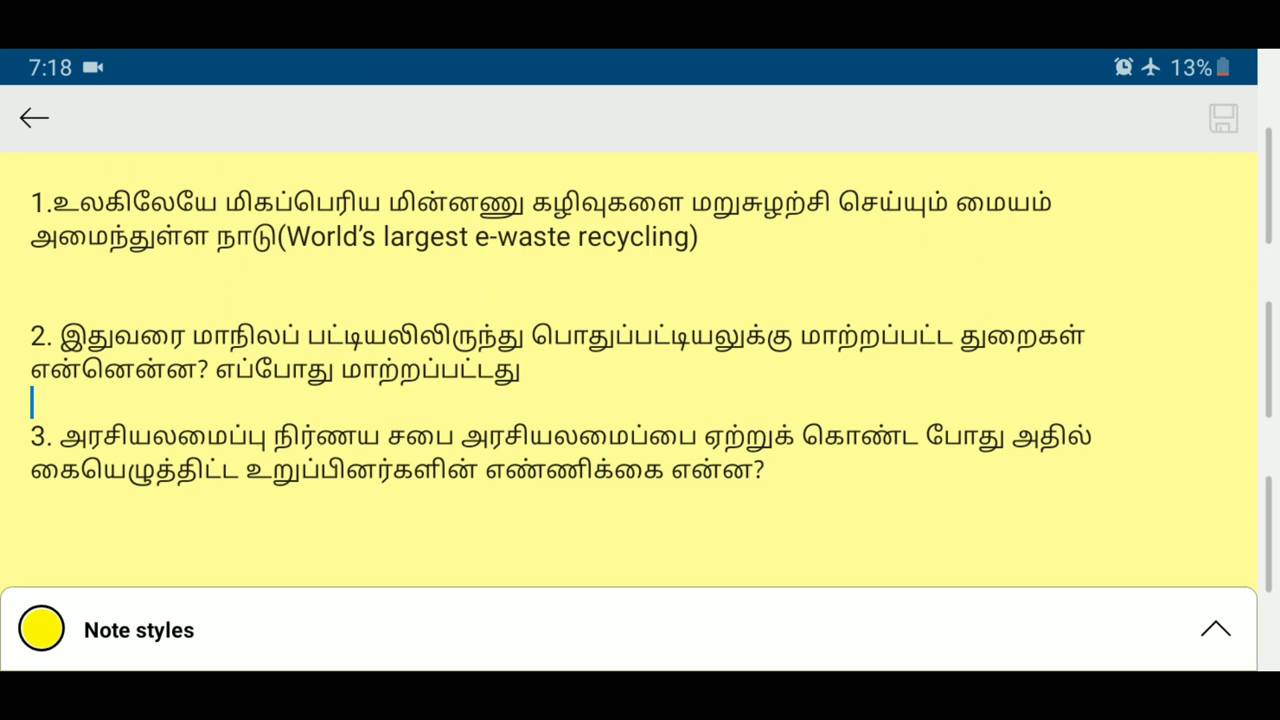 7:18
13%
1.உலகிலேயே மிகப்பெரிய மின்னணு கழிவுகளை மறுசுழற்சி செய்யும் மையம்
அமைந்துள்ள நாடு(World’s largest e-waste recycling)
2. இதுவரை மாநிலப் பட்டியலிலிருந்து பொதுப்பட்டியலுக்கு மாற்றப்பட்ட துறைகள்
என்னென்ன? எப்போது மாற்றப்பட்டது
3. அரசியலமைப்பு நிர்ணய சபை அரசியலமைப்பை ஏற்றுக் கொண்ட போது அதில்
கையெழுத்திட்ட உறுப்பினர்களின் எண்ணிக்கை என்ன?
Note styles